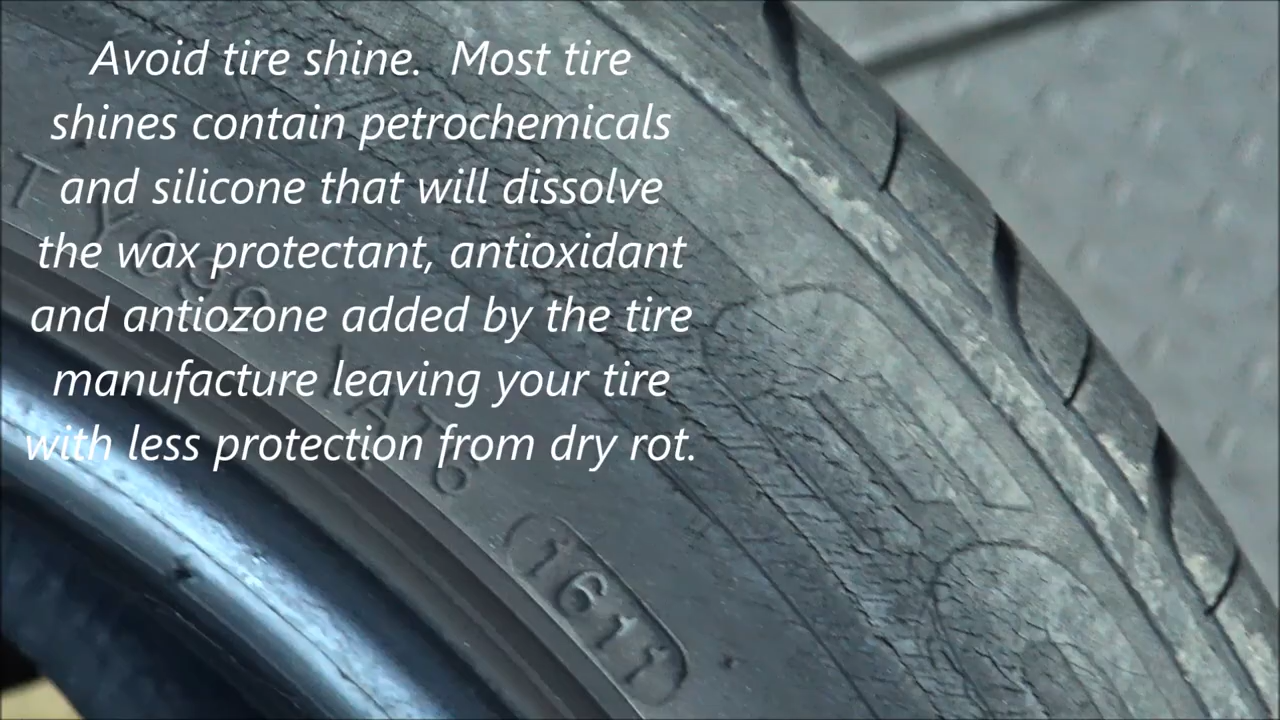 Avoid tire shine. Most tire
shines contain petrochemicals
and silicone that will dissolve
the wax protectant, antioxidant
and antiozone added by the tire
manufacture leaving your tire
with less protection from dry rot.
1611